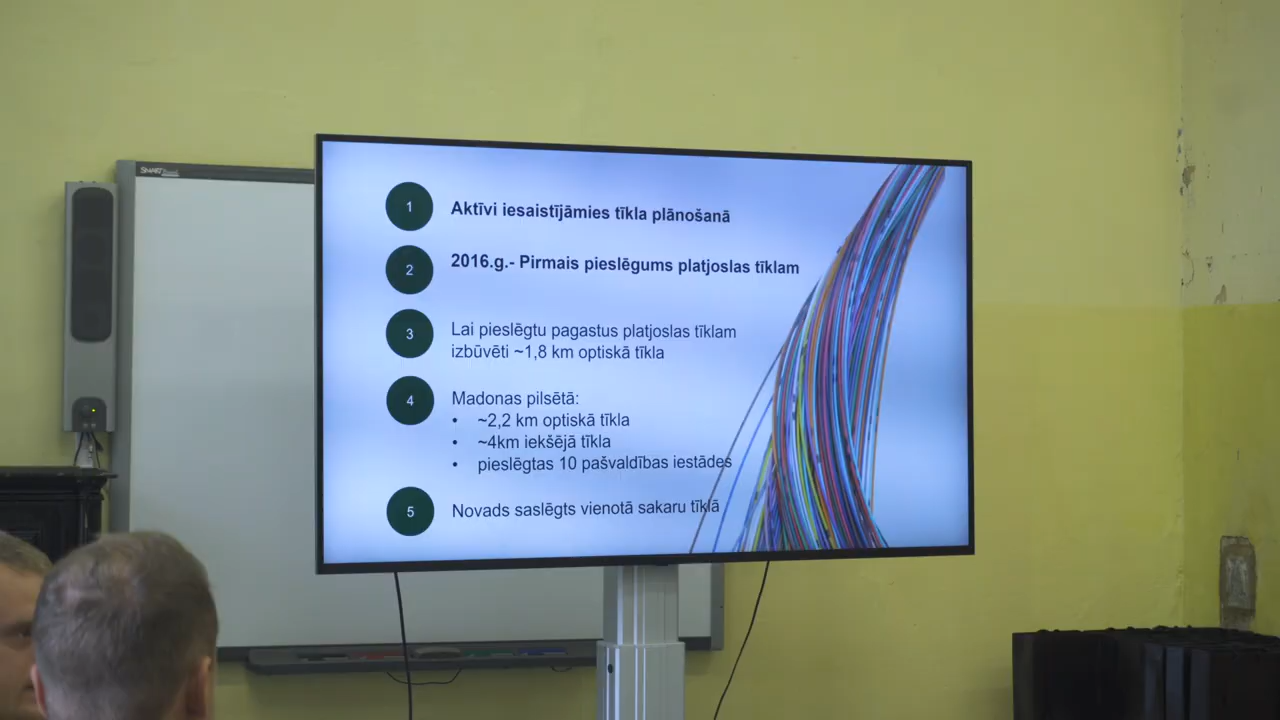 SMART Board
1 Aktīvi iesaistījāmies tīkla plānošanā
2 2016.g.- Pirmais pieslēgums platjoslas tīklam
3 Lai pieslēgtu pagastus platjoslas tīklam
izbūvēti ~1,8 km optiskā tīkla
4 Madonas pilsētā:
• ~2,2 km optiskā tīkla
• ~4km iekšējā tīkla
• pieslēgtas 10 pašvaldības iestādes
5 Novads saslēgts vienotā sakaru tīklā